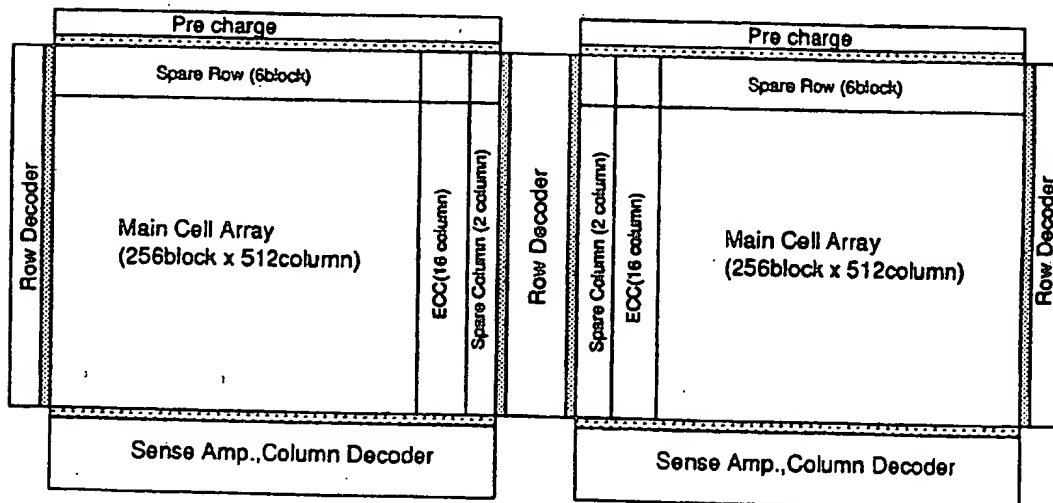 Pre charge
Spare Row (6block)
Row Decoder
Main Cell Array
(256block x 512column)
ECC(16 column)
Spare Column (2 column)
Row Decoder
Sense Amp.,Column Decoder
Pre charge
Spare Row (6block)
Spare Column (2 column)
ECC(16 column)
Main Cell Array
(256block x 512column)
Row Decoder
Sense Amp.,Column Decoder